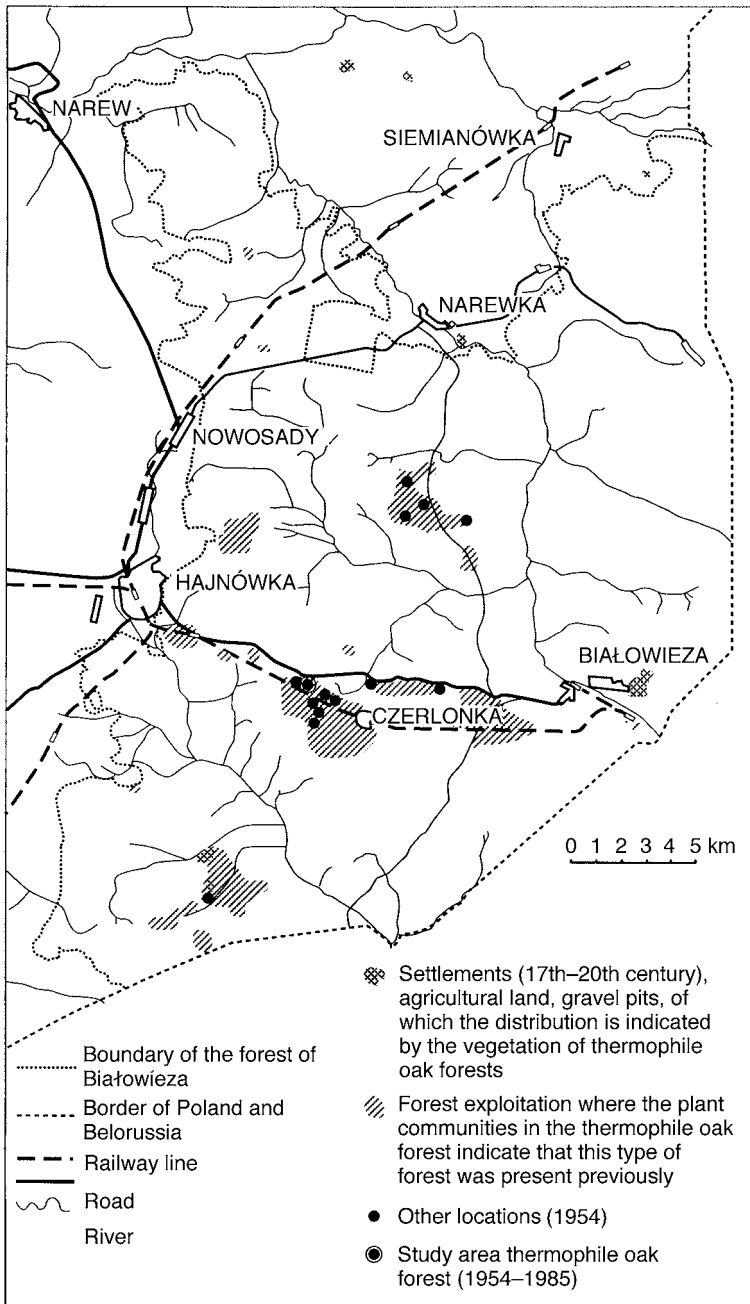 NAREW
SIEMIANÓWKA
NAREWKA
NOWOSADY
HAJNÓWKA
BIAŁOWIEZA
CZERLONKA
0 1 2 3 4 5 km
Settlements (17th–20th century),
agricultural land, gravel pits, of
which the distribution is indicated
by the vegetation of thermophile
oak forests
Forest exploitation where the plant
communities in the thermophile oak
forest indicate that this type of
forest was present previously
Other locations (1954)
Study area thermophile oak
forest (1954–1985)
Boundary of the forest of
Białowíeza
Border of Poland and
Belorussia
Railway line
Road
River